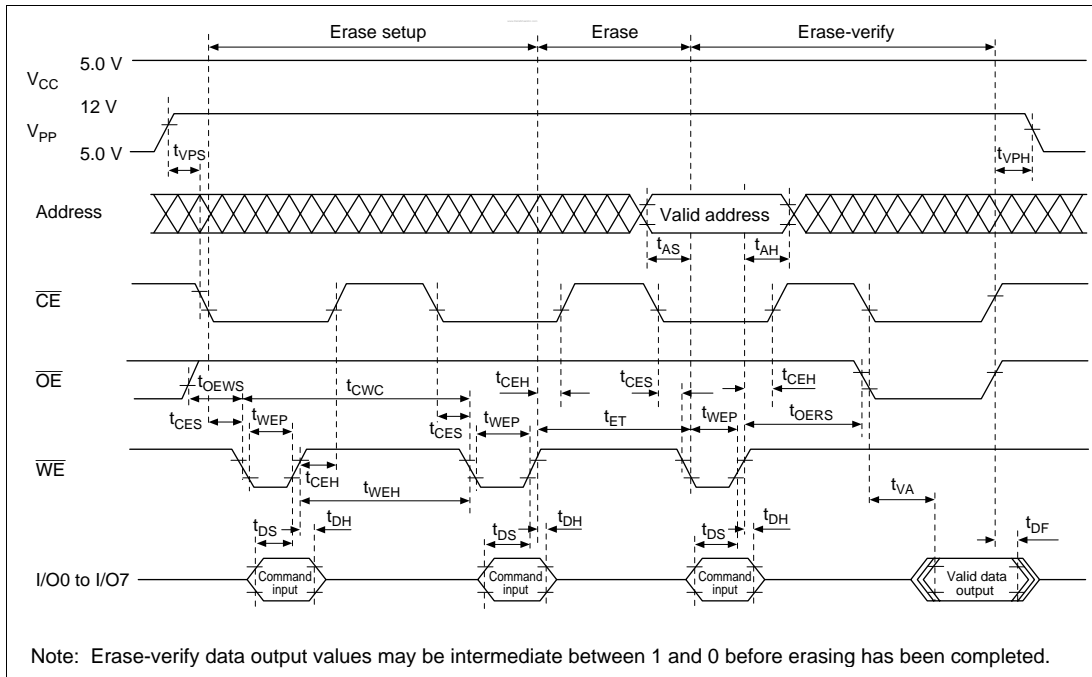 Erase setup Erase Erase-verify
5.0 V
VCC
12 V
VPP
5.0 V
tVPS tVPH
Address Valid address
tAS tAH
CE
OE
tOEWS tCWC tCEH tCES tCEH
tCES tWEP tCES tWEP tET tWEP tOERS
WE
tCEH
tWEH tVA
tDS tDH tDS tDH tDS tDH tDF
I/O0 to I/O7 Command input Command input Command input Valid data output
Note: Erase-verify data output values may be intermediate between 1 and 0 before erasing has been completed.